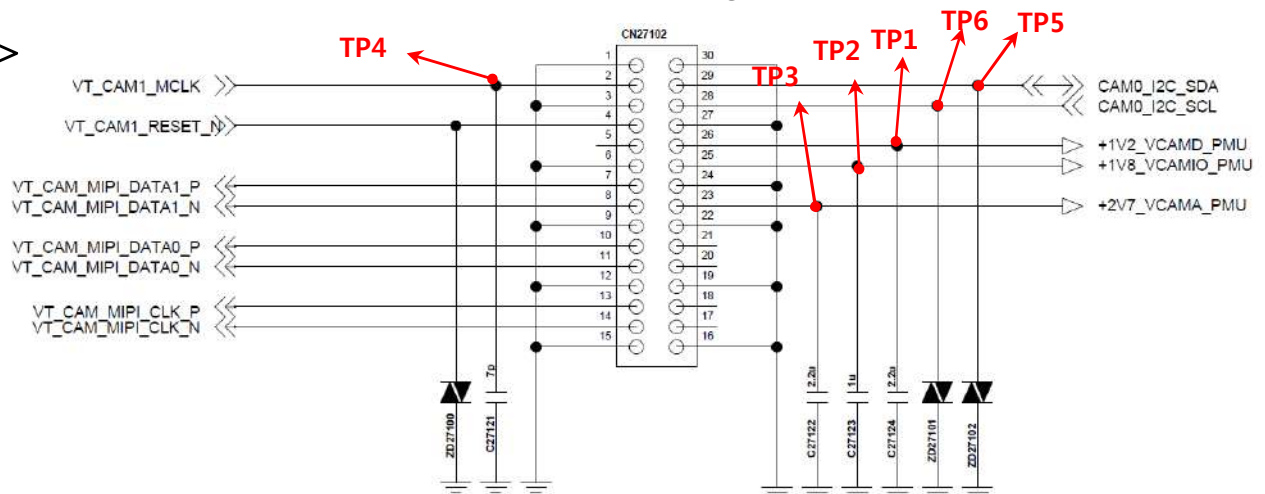 TP6
TP5
CN27102
TP1
TP2
TP4
TP3
>
VT_CAM1_MCLK
VT_CAM1_RESET_N
VT_CAM_MIPI_DATA1_P
VT_CAM_MIPI_DATA1_N
VT_CAM_MIPI_DATA0_P
VT_CAM_MIPI_DATA0_N
VT_CAM_MIPI_CLK_P
VT_CAM_MIPI_CLK_N
1
2
3
4
5
6
7
8
9
10
11
12
13
14
15
30
29
28
27
26
25
24
23
22
21
20
19
18
17
16
CAM0_I2C_SDA
CAM0_I2C_SCL
+1V2_VCAMD_PMU
+1V8_VCAMIO_PMU
+2V7_VCAMA_PMU
ZD27100
7p
C27121
2.2u
C27122
1u
C27123
2.2u
C27124
ZD27101
ZD27102